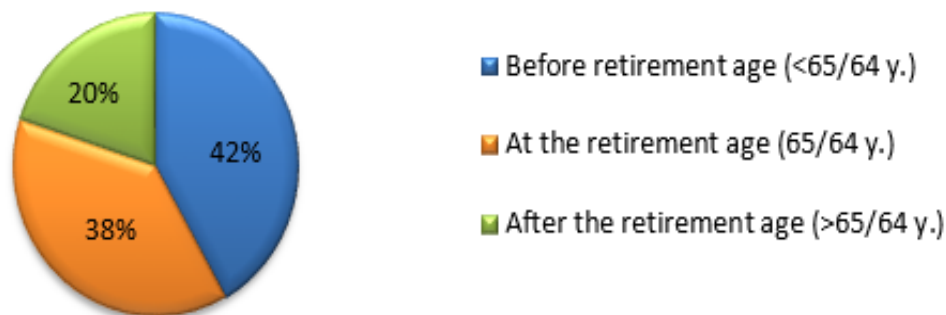 20%
42%
38%
Before retirement age (<65/64 y.)
At the retirement age (65/64 y.)
After the retirement age (>65/64 y.)